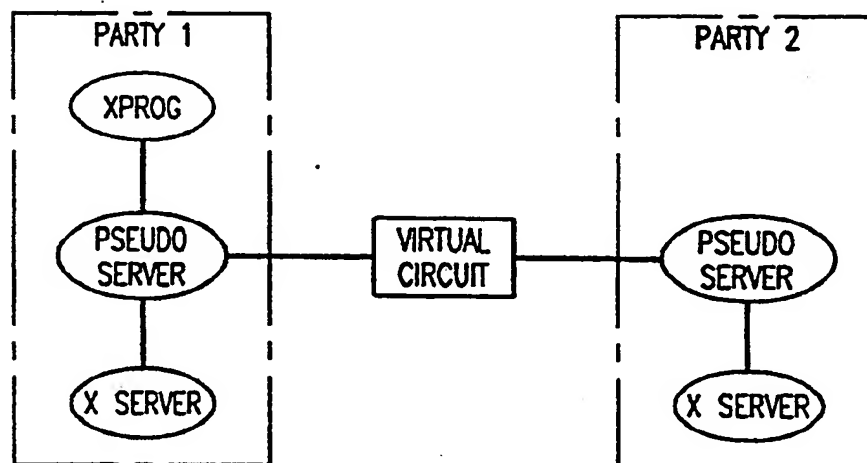 PARTY 1
XPROG
PSEUDO
SERVER
X SERVER
VIRTUAL
CIRCUIT
PARTY 2
PSEUDO
SERVER
X SERVER